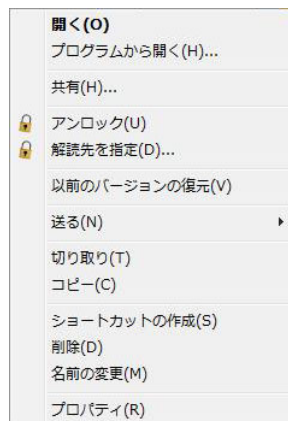 開く(O)
プログラムから開く(H)...
共有(H)...
アンロック(U)
解読先を指定(D)...
以前のバージョンの復元(V)
送る(N)
切り取り(T)
コピー(C)
ショートカットの作成(S)
削除(D)
名前の変更(M)
プロパティ(R)